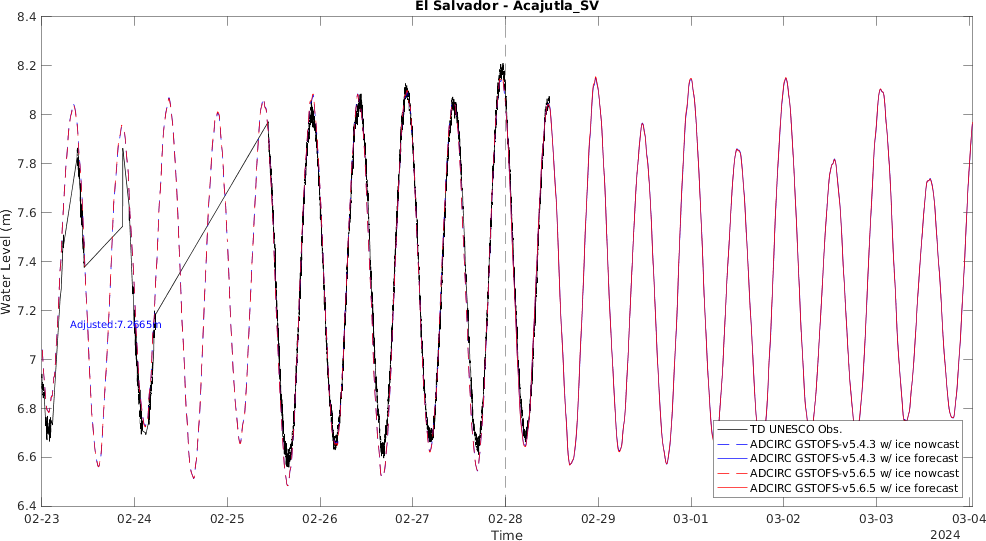 El Salvador - Acajutla_SV
8.4
8.2
8
7.8
7.6
7.4
7.2
7
6.8
6.6
6.4
Water Level (m)
Adjusted:7.2665m
TD UNESCO Obs.
ADCIRC GSTOFS-v5.4.3 w/ ice nowcast
ADCIRC GSTOFS-v5.4.3 w/ ice forecast
ADCIRC GSTOFS-v5.6.5 w/ ice nowcast
ADCIRC GSTOFS-v5.6.5 w/ ice forecast
02-23 02-24 02-25 02-26 02-27 02-28 02-29 03-01 03-02 03-03 03-04
Time
2024